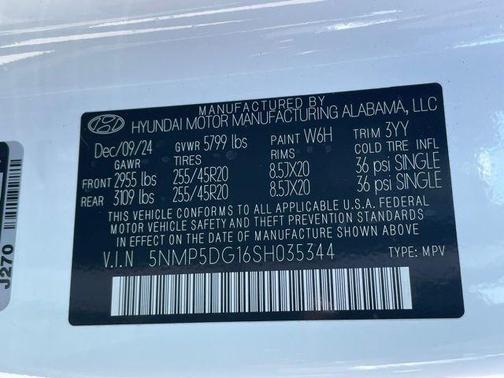 MANUFACTURED BY
HYUNDAI MOTOR MANUFACTURING ALABAMA, LLC
Dec/09/24 GVWR 5799 lbs PAINT W6H TRIM 3YY
GAWR TIRES RIMS COLD TIRE INFL
FRONT 2955 lbs 255/45R20 8.5JX20 36 psi SINGLE
REAR 3109 lbs 255/45R20 8.5JX20 36 psi SINGLE
THIS VEHICLE CONFORMS TO ALL APPLICABLE U.S.A. FEDERAL
MOTOR VEHICLE SAFETY AND THEFT PREVENTION STANDARDS
IN EFFECT ON THE DATE OF MANUFACTURE SHOWN ABOVE.
V.I.N 5NMP5DG16SH035344 TYPE: MPV
J270